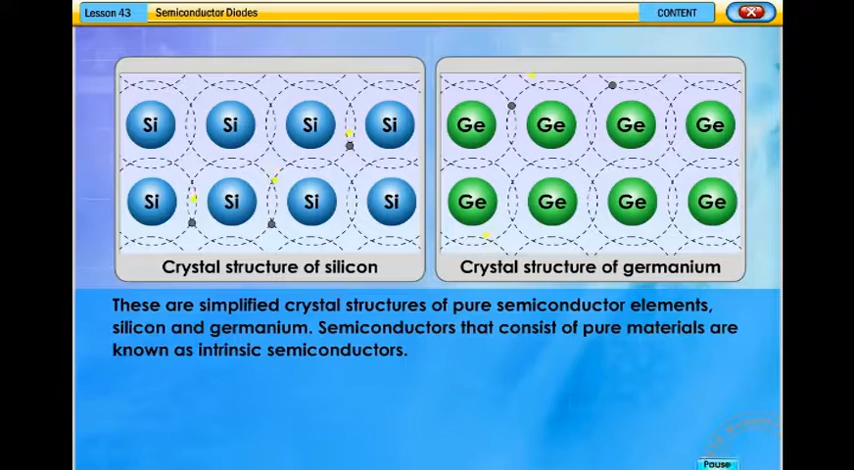 Lesson 43 Semiconductor Diodes CONTENT
Si Si Si Si
Si Si Si Si
Crystal structure of silicon
Ge Ge Ge Ge
Ge Ge Ge Ge
Crystal structure of germanium
These are simplified crystal structures of pure semiconductor elements,
silicon and germanium. Semiconductors that consist of pure materials are
known as intrinsic semiconductors.
Pause